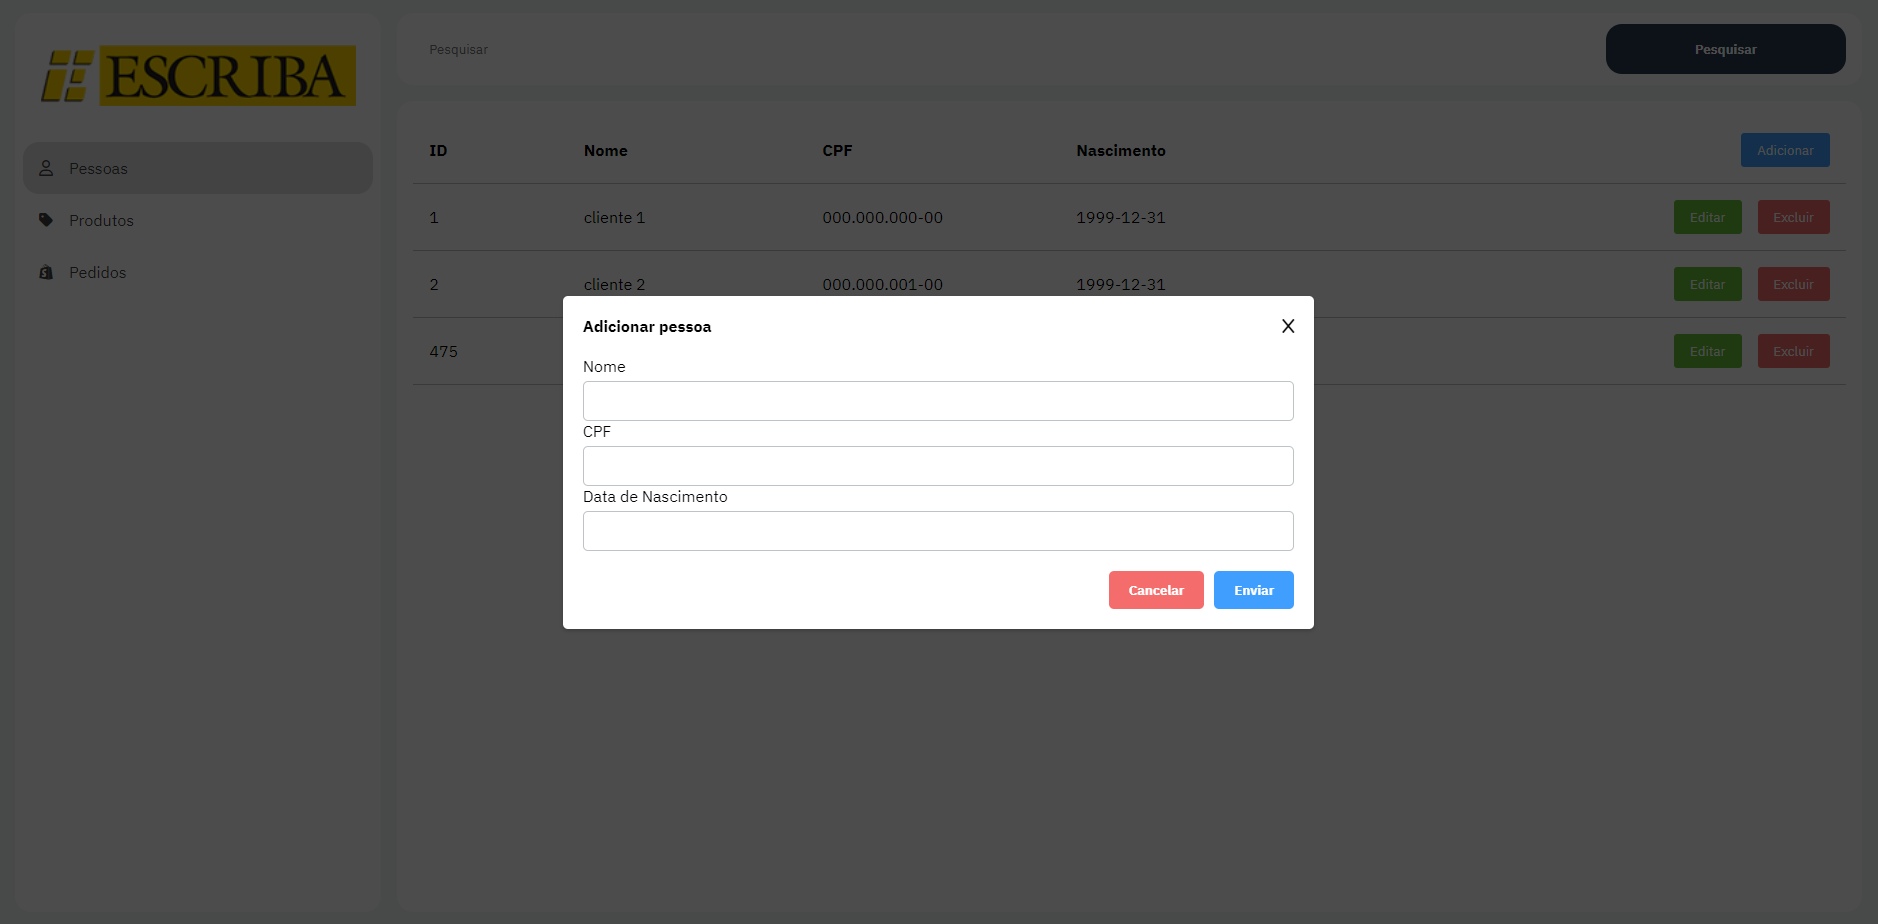 ESCRIBA
Pessoas
Produtos
Pedidos
Pesquisar Pesquisar
ID Nome CPF Nascimento Adicionar
1 cliente 1 000.000.000-00 1999-12-31 Editar Excluir
2 cliente 2 000.000.001-00 1999-12-31 Editar Excluir
475 Editar Excluir
Adicionar pessoa X
Nome
CPF
Data de Nascimento
Cancelar Enviar